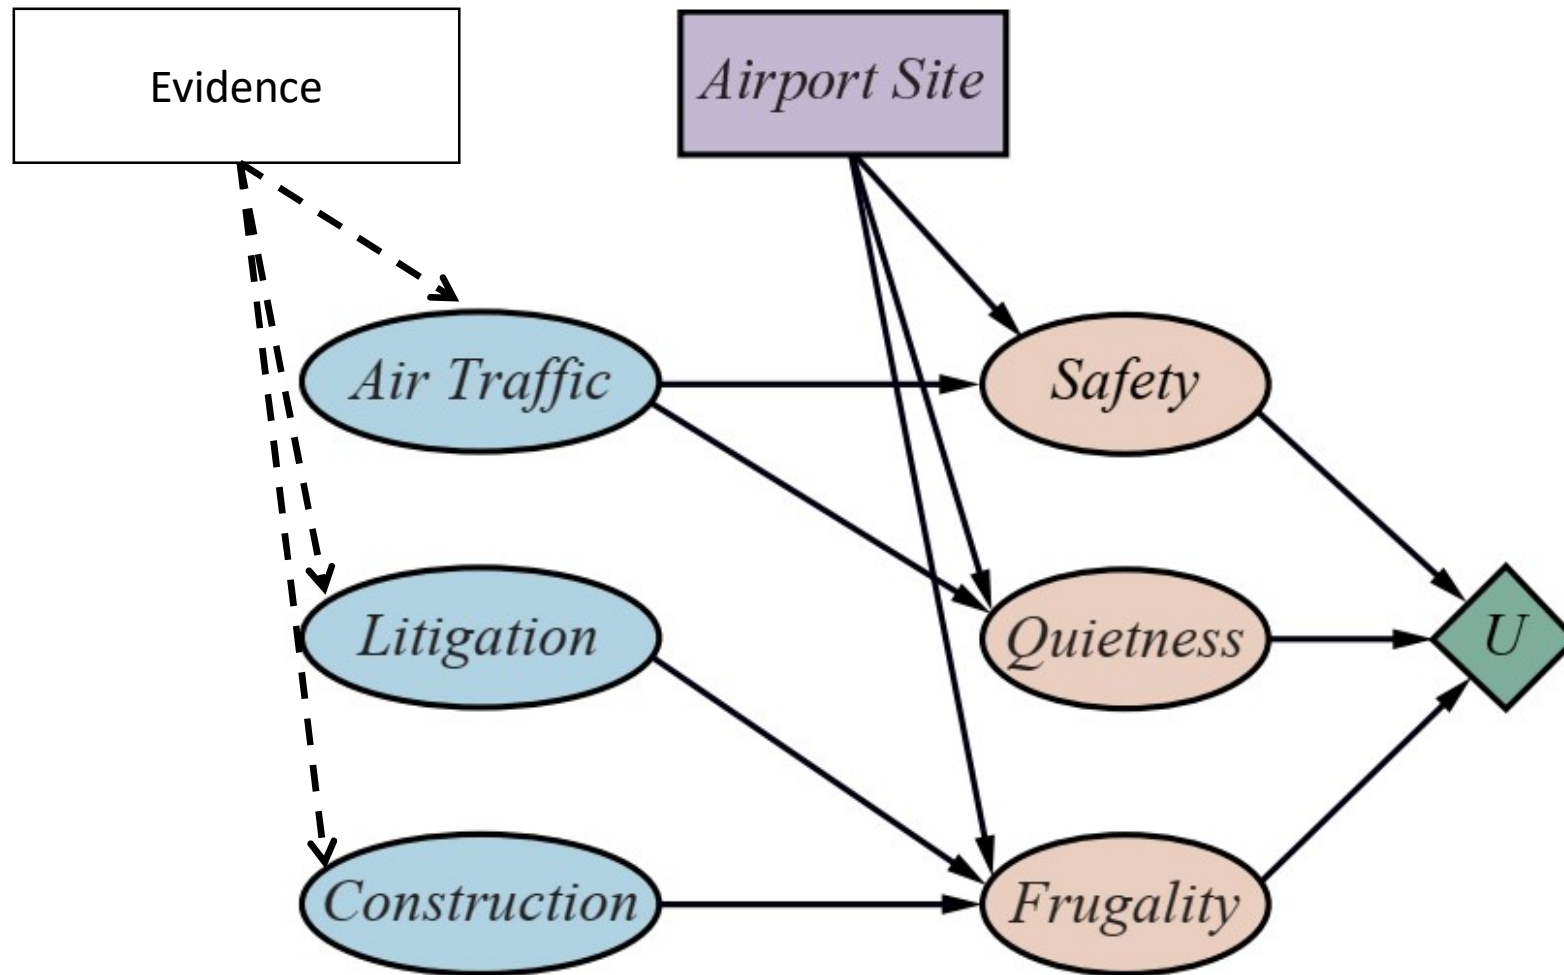 Evidence
Airport Site
Air Traffic
Safety
Litigation
Quietness
U
Construction
Frugality